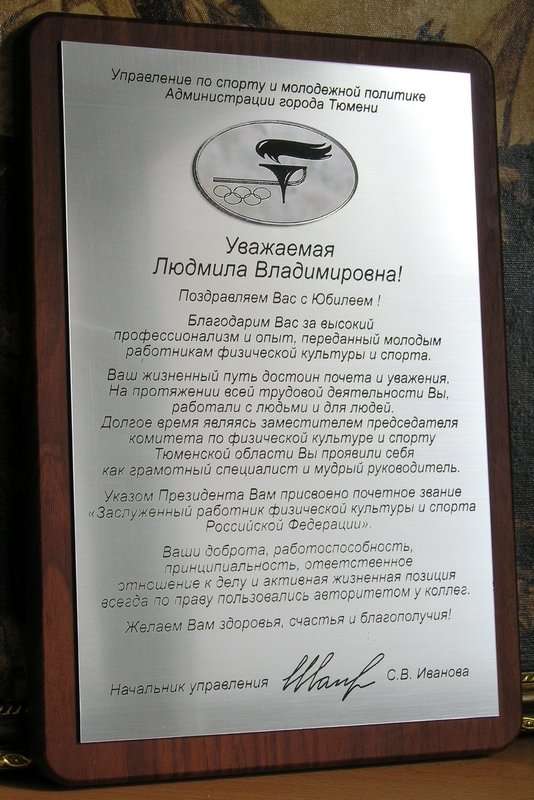 Управление по спорту и молодежной политике
Администрации города Тюмени
Уважаемая
Людмила Владимировна!
Поздравляем Вас с Юбилеем !
Благодарим Вас за высокий
профессионализм и опыт, переданный молодым
работникам физической культуры и спорта.
Ваш жизненный путь достоин почета и уважения,
На протяжении всей трудовой деятельности Вы,
работали с людьми и для людей.
Долгое время являясь заместителем председателя
комитета по физической культуре и спорту
Тюменской области Вы проявили себя
как грамотный специалист и мудрый руководитель.
Указом Президента Вам присвоено почетное звание
«Заслуженный работник физической культуры и спорта
Российской Федерации».
Ваши доброта, работоспособность,
принципиальность, ответственное
отношение к делу и активная жизненная позиция
всегда по праву пользовались авторитетом у коллег.
Желаем Вам здоровья, счастья и благополучия!
Начальник управления С.В. Иванова